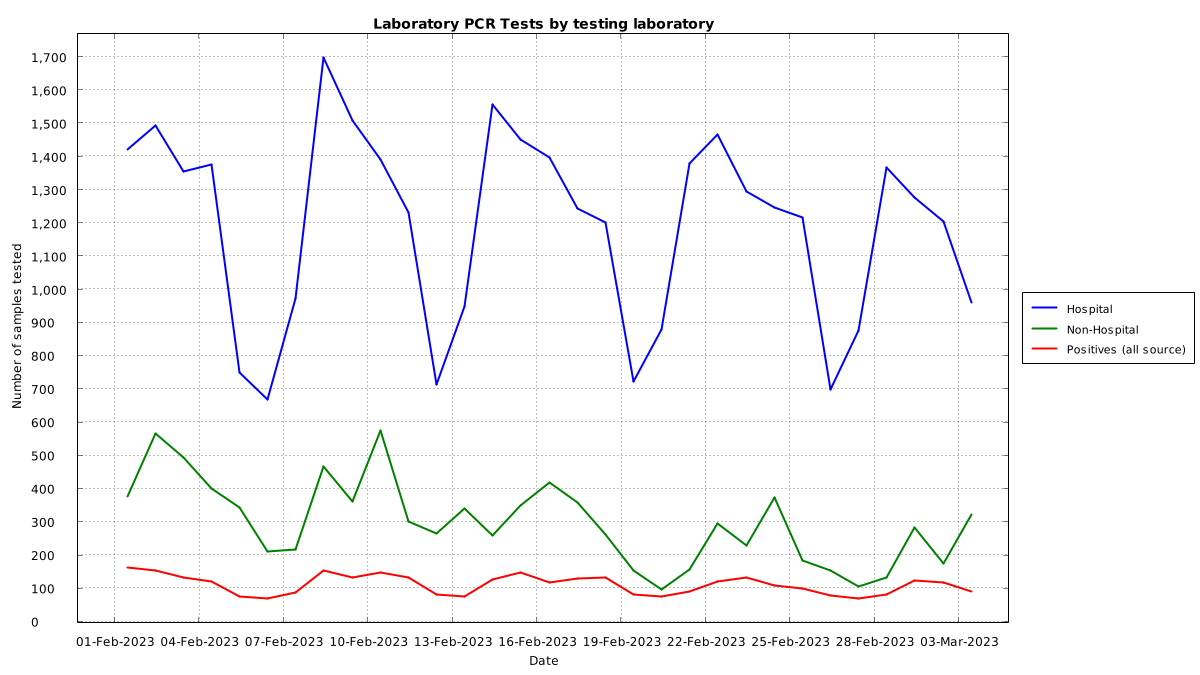 Laboratory PCR Tests by testing laboratory
1,700
1,600
1,500
1,400
1,300
1,200
1,100
1,000
900
800
700
600
500
400
300
200
100
0
Number of samples tested
01-Feb-2023 04-Feb-2023 07-Feb-2023 10-Feb-2023 13-Feb-2023 16-Feb-2023 19-Feb-2023 22-Feb-2023 25-Feb-2023 28-Feb-2023 03-Mar-2023
Date
Hospital
Non-Hospital
Positives (all source)